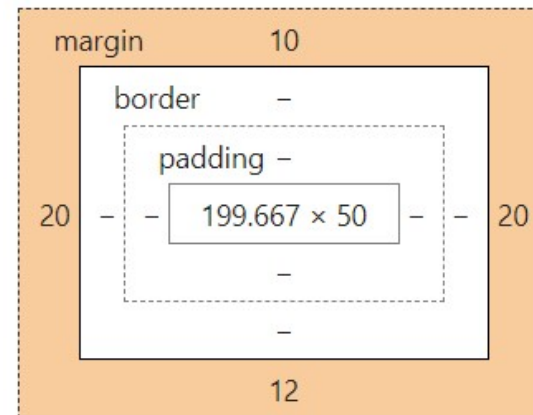 margin 10
border –
padding –
20 – – 199.667 × 50 – – 20
–
–
12